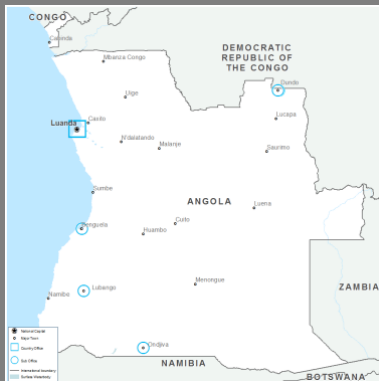 CONGO
Cabinda
DEMOCRATIC
REPUBLIC OF
THE CONGO
Mbanza Congo
Dundo
Uige
Lucapa
Caxito
Luanda
N'dalatando
Malanje
Saurimo
Sumbe
ANGOLA
Luena
Cuito
Benguela
Huambo
Menongue
ZAMBIA
Lubango
Namibe
Ondjiva
NAMIBIA
BOTSWANA
National Capital
Major Town
Country Office
Sub Office
International boundary
Surface Waterbody